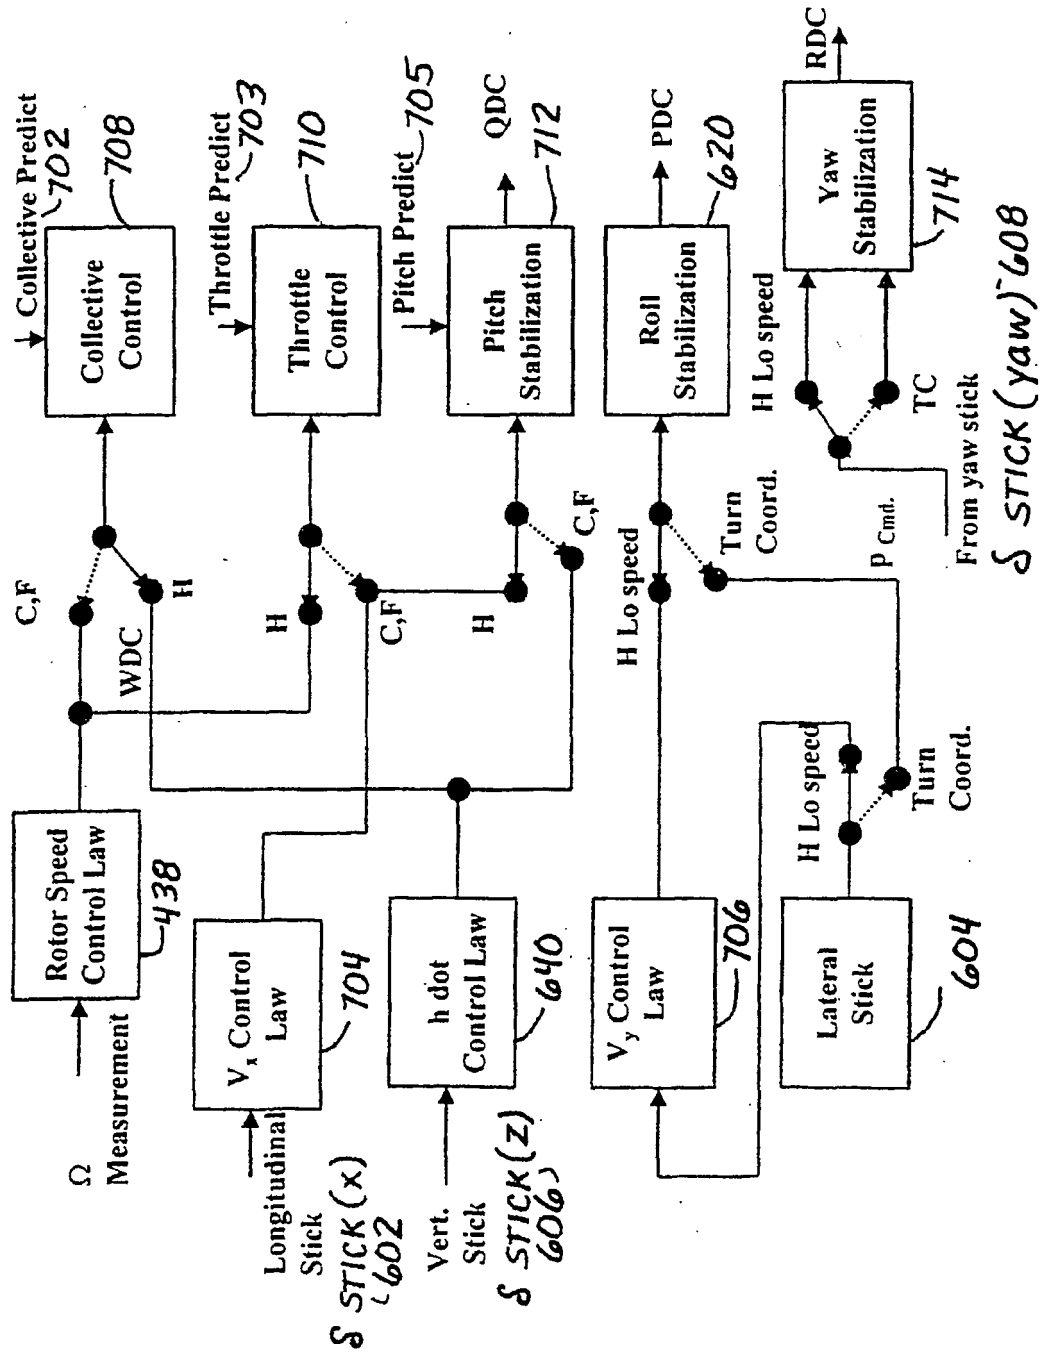 Ω
Measurement
Rotor Speed
Control Law
438
C,F
WDC
H
Collective Predict
702
Collective
Control
708
Longitudinal
Stick
δ STICK (x)
602
Vx Control
Law
704
H
C,F
Throttle Predict
703
Throttle
Control
710
Vert.
Stick
δ STICK (Z)
606
h dot
Control Law
640
H
C,F
Pitch Predict
705
Pitch
Stabilization
QDC
712
Vy Control
Law
706
H Lo speed
Turn
Coord.
Roll
Stabilization
PDC
620
Lateral
Stick
604
H Lo speed
Turn
Coord.
P Cmd.
From yaw stick
δ STICK (yaw) 608
H Lo speed
TC
Yaw
Stabilization
RDC
714